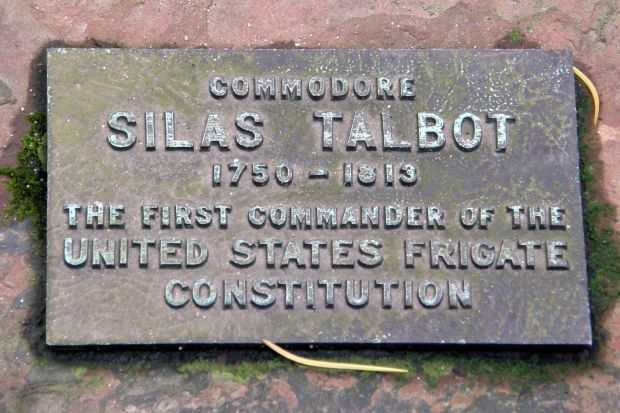 COMMODORE
SILAS TALBOT
1750 - 1813
THE FIRST COMMANDER OF THE
UNITED STATES FRIGATE
CONSTITUTION